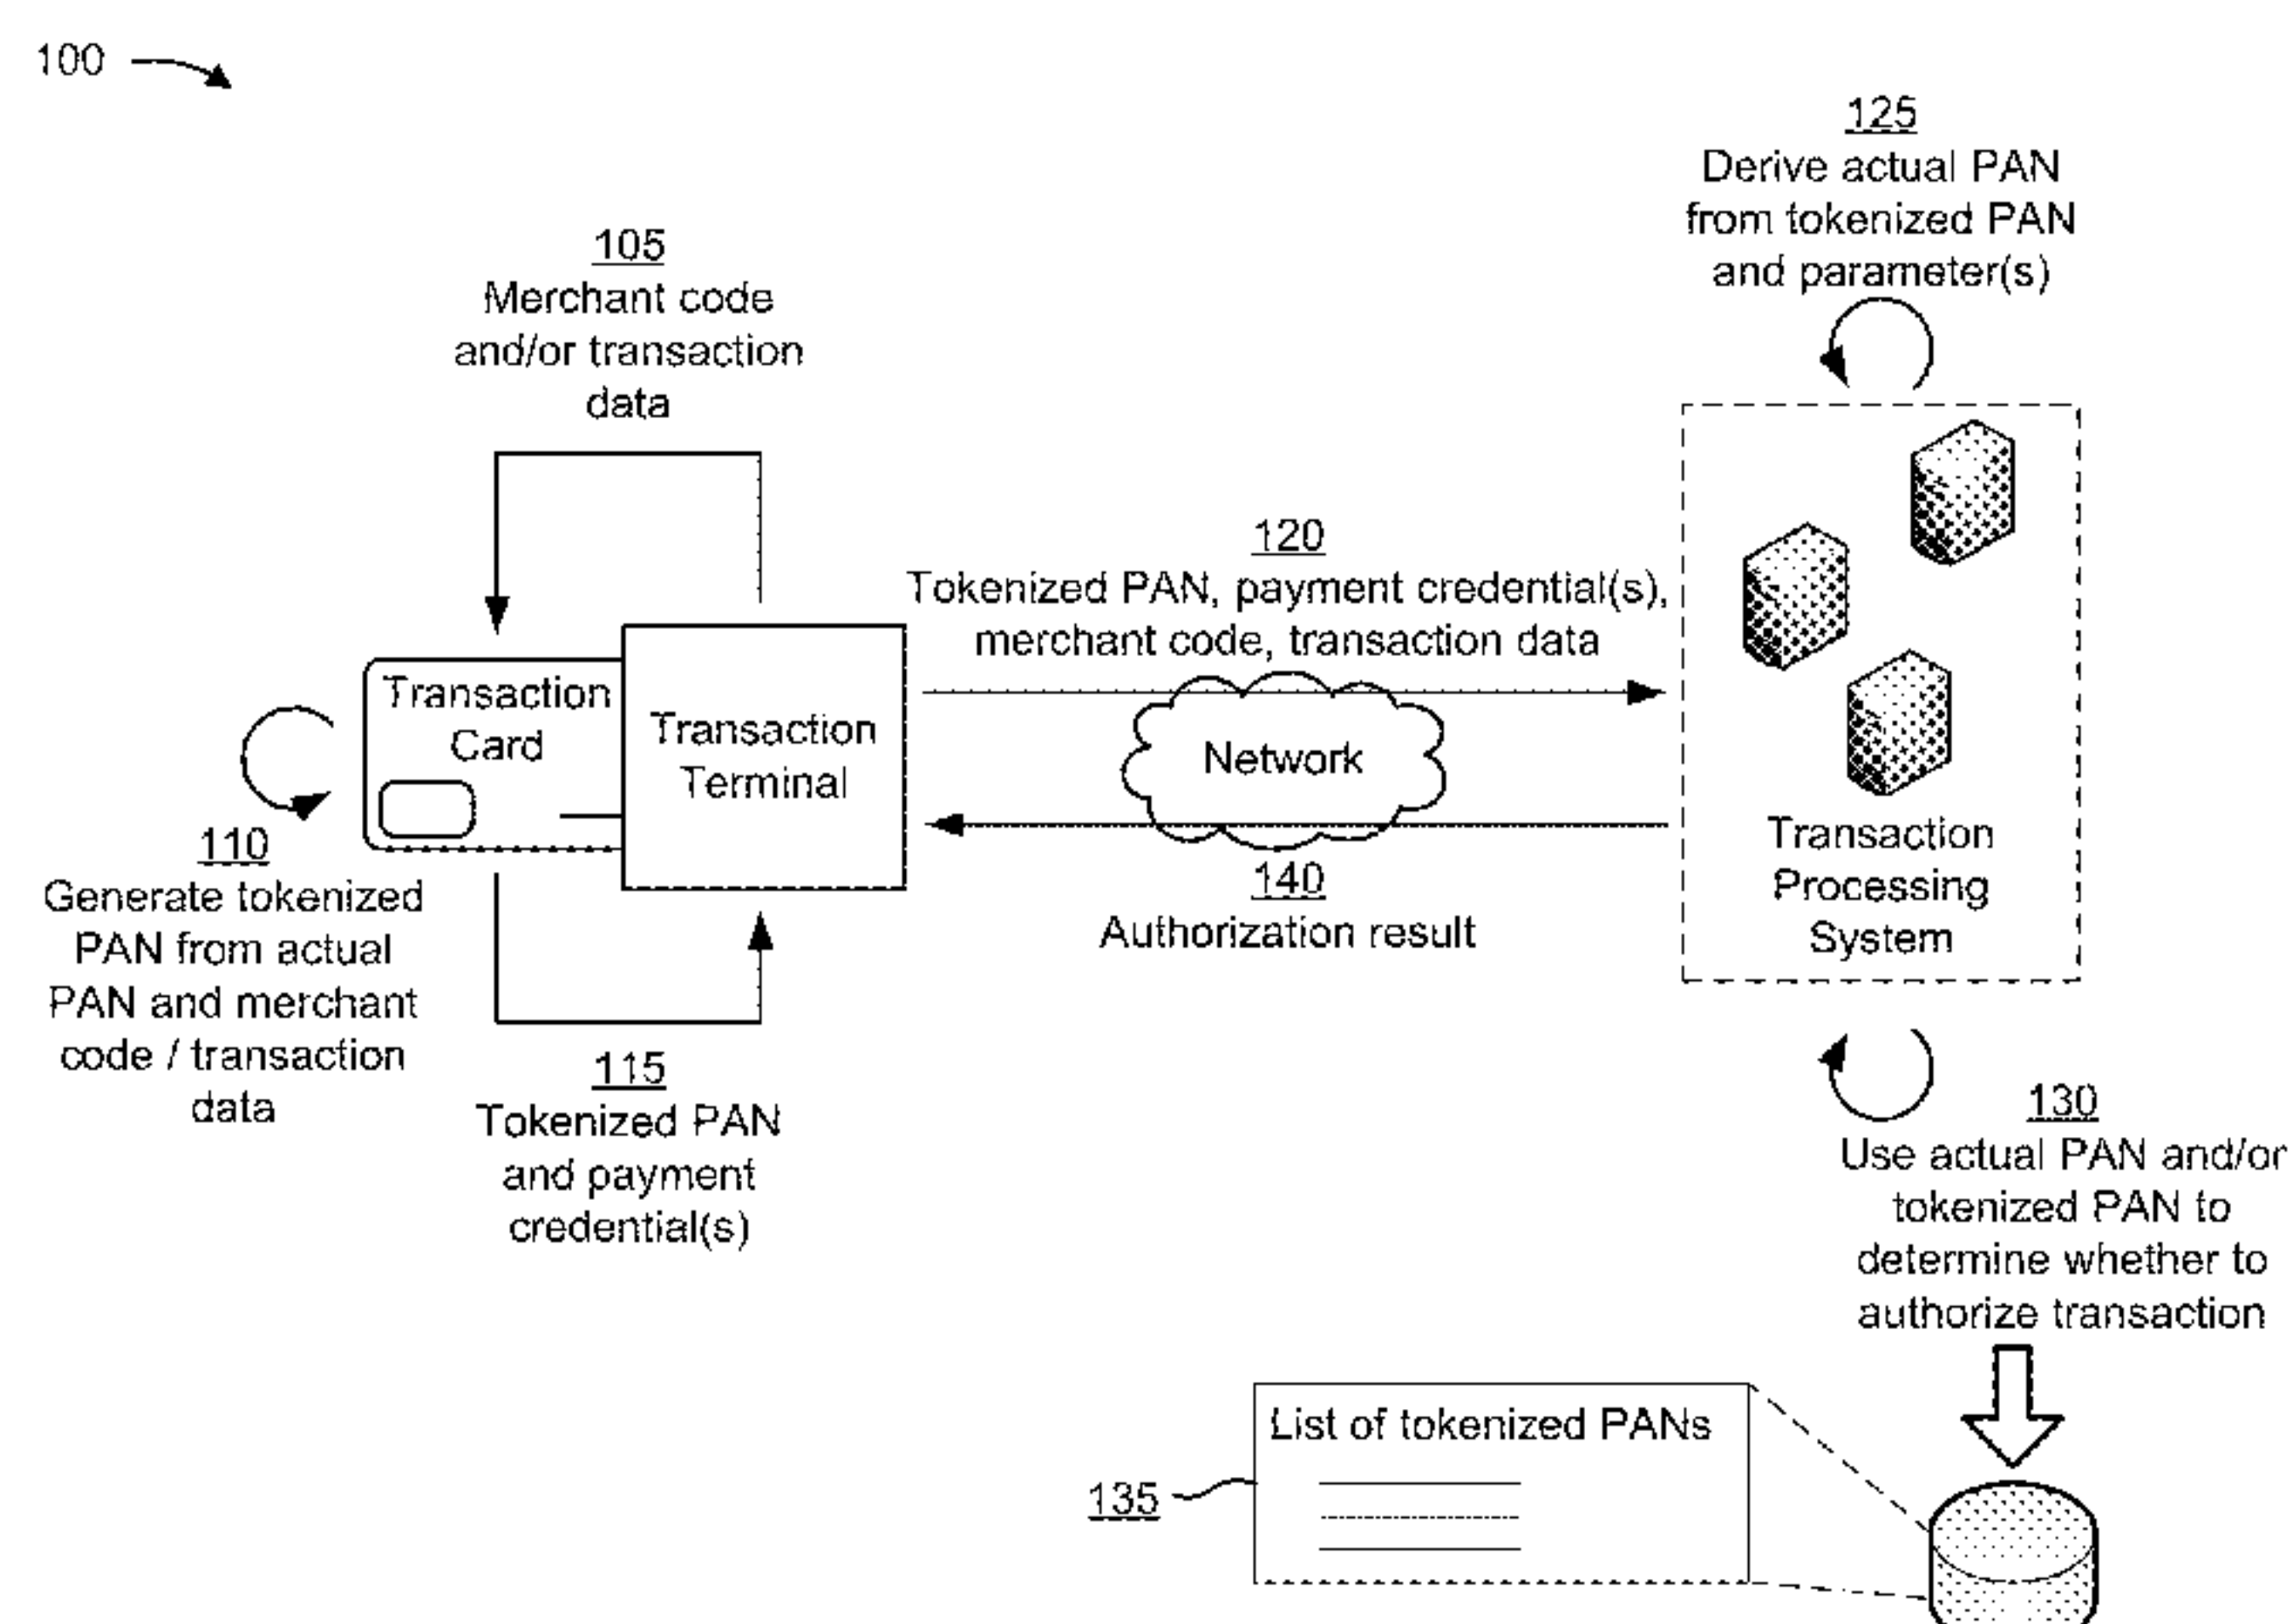 100
125
Derive actual PAN
from tokenized PAN
and parameter(s)
105
Merchant code
and/or transaction
data
120
Tokenized PAN, payment credential(s),
merchant code, transaction data
Transaction
Card
Transaction
Terminal
Network
110
Generate tokenized
PAN from actual
PAN and merchant
code / transaction
data
140
Authorization result
Transaction
Processing
System
115
Tokenized PAN
and payment
credential(s)
130
Use actual PAN and/or
tokenized PAN to
determine whether to
authorize transaction
List of tokenized PANs
135